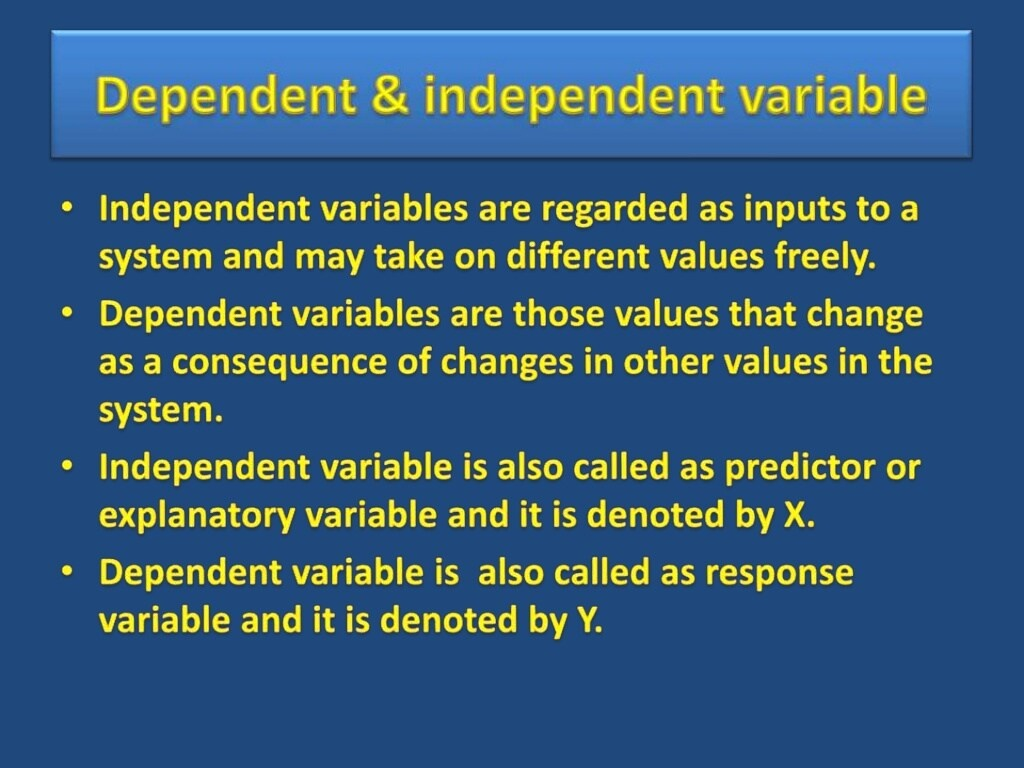 Dependent & independent variable
• Independent variables are regarded as inputs to a
system and may take on different values freely.
• Dependent variables are those values that change
as a consequence of changes in other values in the
system.
• Independent variable is also called as predictor or
explanatory variable and it is denoted by X.
• Dependent variable is  also called as response
variable and it is denoted by Y.